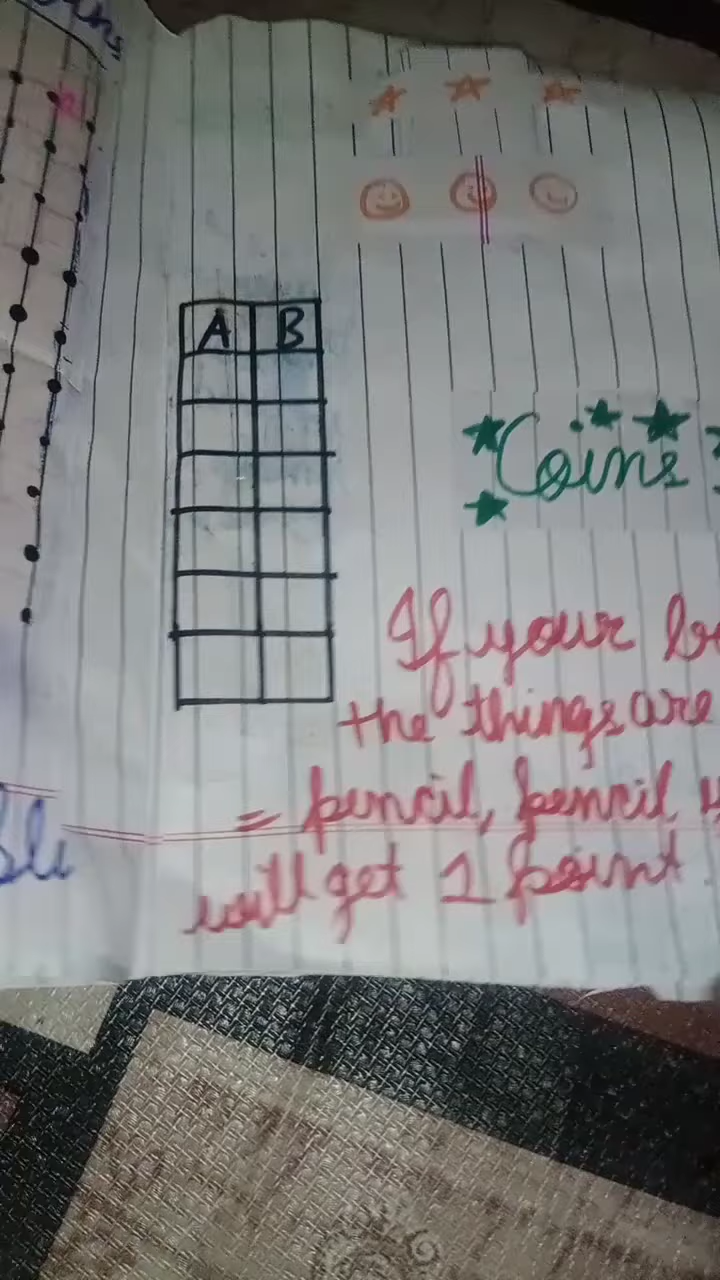 A B
Coins
If your
the things are
= pencil, pencil
will get 1 point.